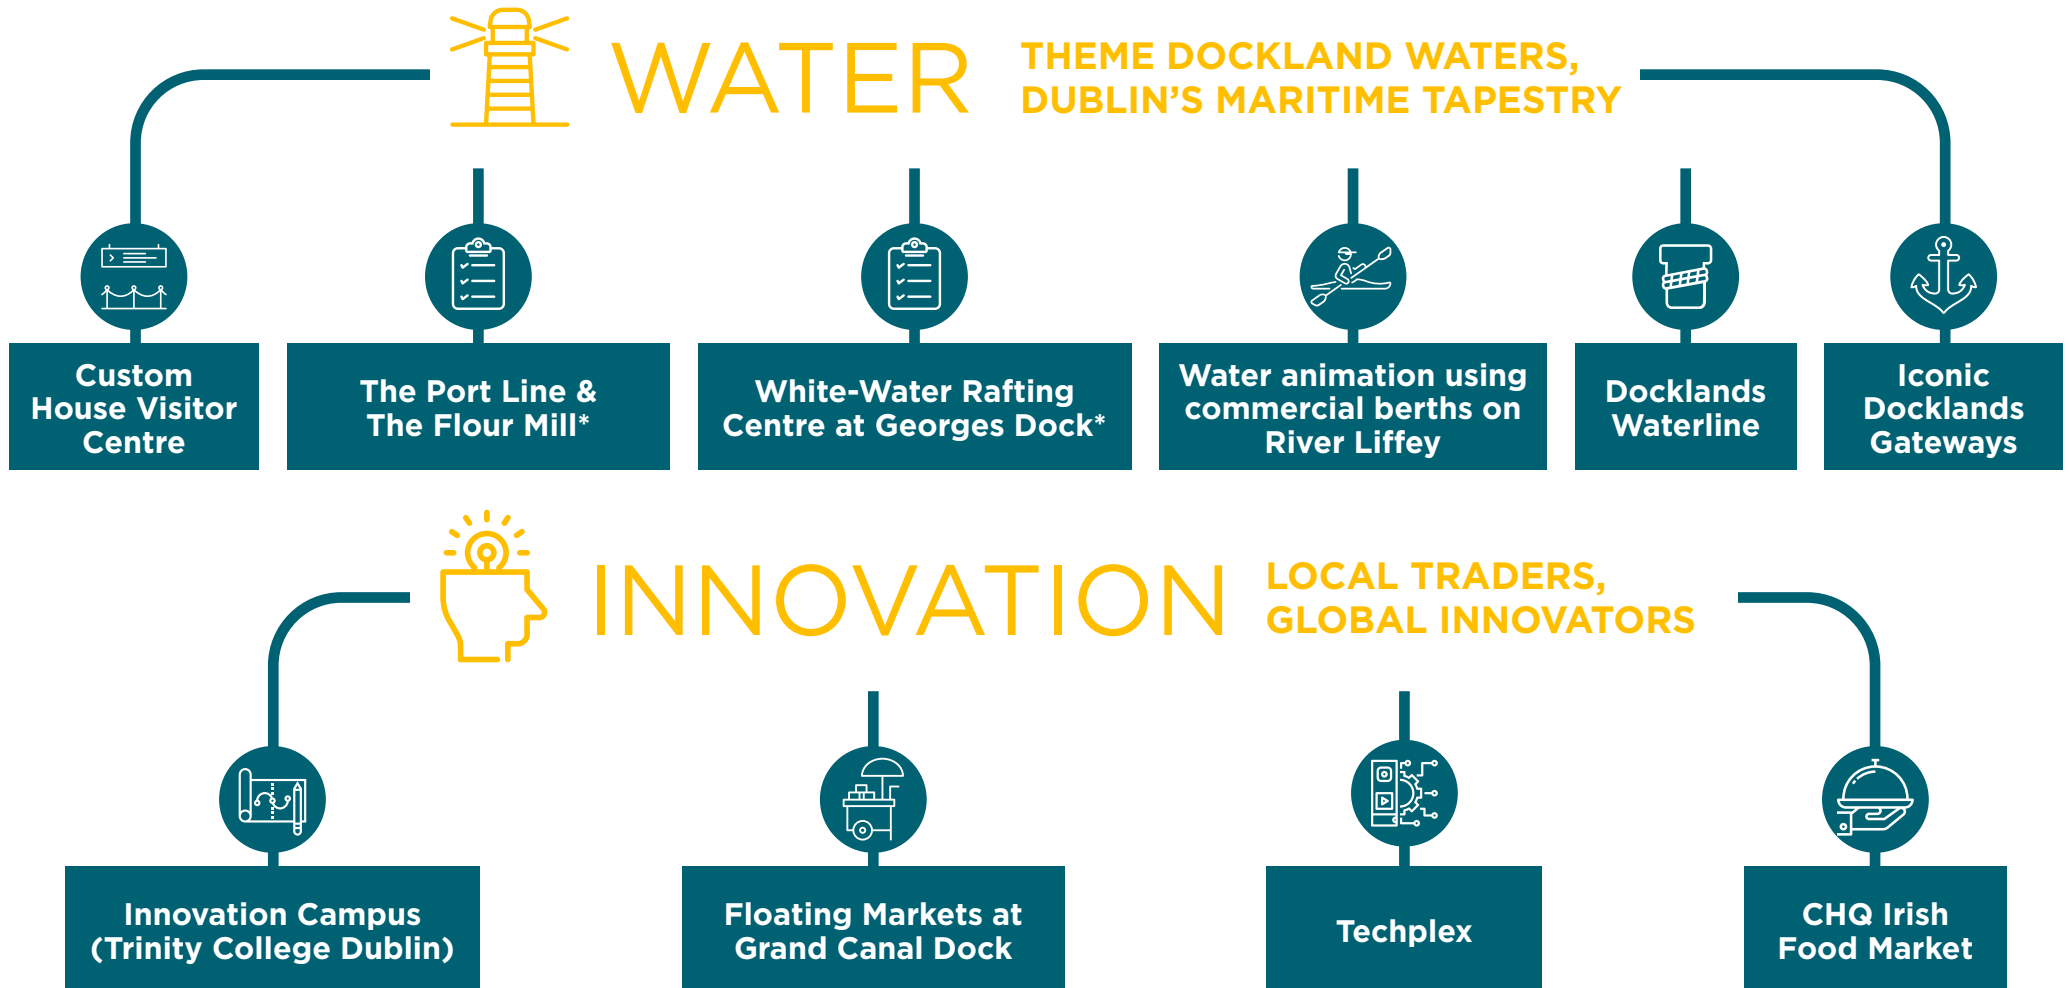 WATER
THEME DOCKLAND WATERS,
DUBLIN'S MARITIME TAPESTRY
Custom
House Visitor
Centre
The Port Line &
The Flour Mill*
White-Water Rafting
Centre at Georges Dock*
Water animation using
commercial berths on
River Liffey
Docklands
Waterline
Iconic
Docklands
Gateways
INNOVATION
LOCAL TRADERS,
GLOBAL INNOVATORS
Innovation Campus
(Trinity College Dublin)
Floating Markets at
Grand Canal Dock
Techplex
CHQ Irish
Food Market